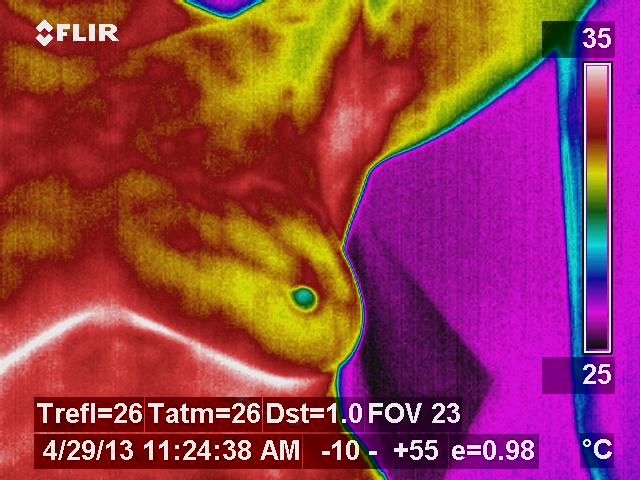 FLIR
35
25
Trefl=26 Tatm=26 Dst=1.0 FOV 23
4/29/13 11:24:38 AM -10 - +55 e=0.98 °C